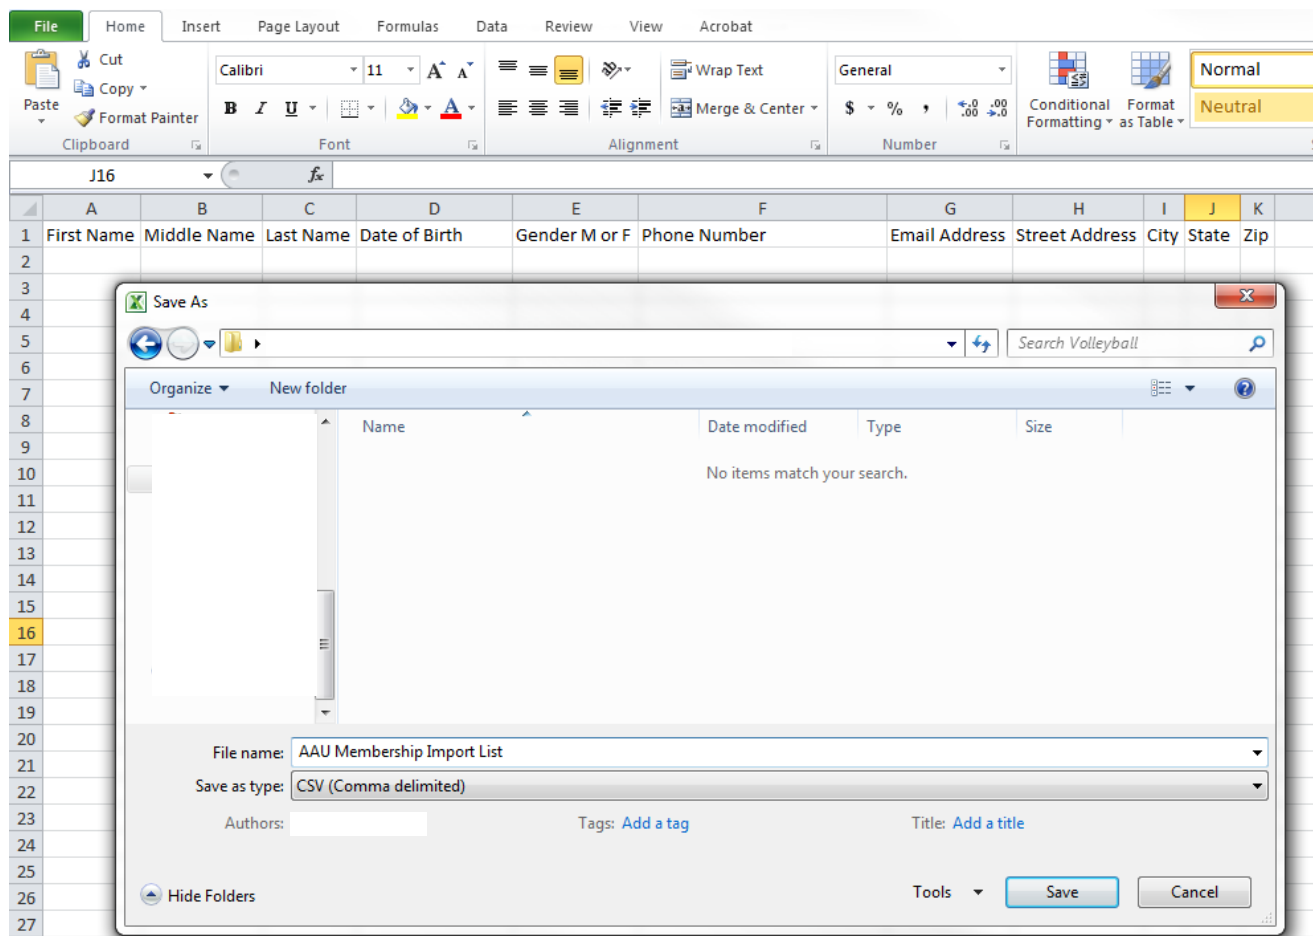 File Home Insert Page Layout Formulas Data Review View Acrobat
Cut Calibri 11 A A Wrap Text General Normal
Copy
Paste Format Painter B I U A Merge & Center $ % , .0 .00 .00 .0 Conditional Formatting Format as Table Neutral
Clipboard Font Alignment Number
J16 fx
A B C D E F G H I J K
1 First Name Middle Name Last Name Date of Birth Gender M or F Phone Number Email Address Street Address City State Zip
2
3
Save As
4
5 Search Volleyball
6
7 Organize New folder
8 Name Date modified Type Size
9
10 No items match your search.
11
12
13
14
15
16
17
18
19
20 File name: AAU Membership Import List
21
22 Save as type: CSV (Comma delimited)
23 Authors: Tags: Add a tag Title: Add a title
24
25
26 Hide Folders Tools Save Cancel
27